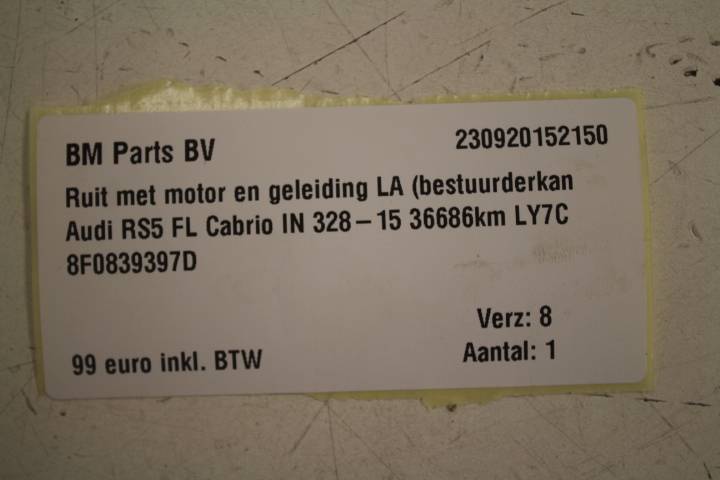 BM Parts BV
230920152150
Ruit met motor en geleiding LA (bestuurderkan
Audi RS5 FL Cabrio IN 328-15 36686km LY7C
8F0839397D
Verz: 8
99 euro inkl. BTW
Aantal: 1